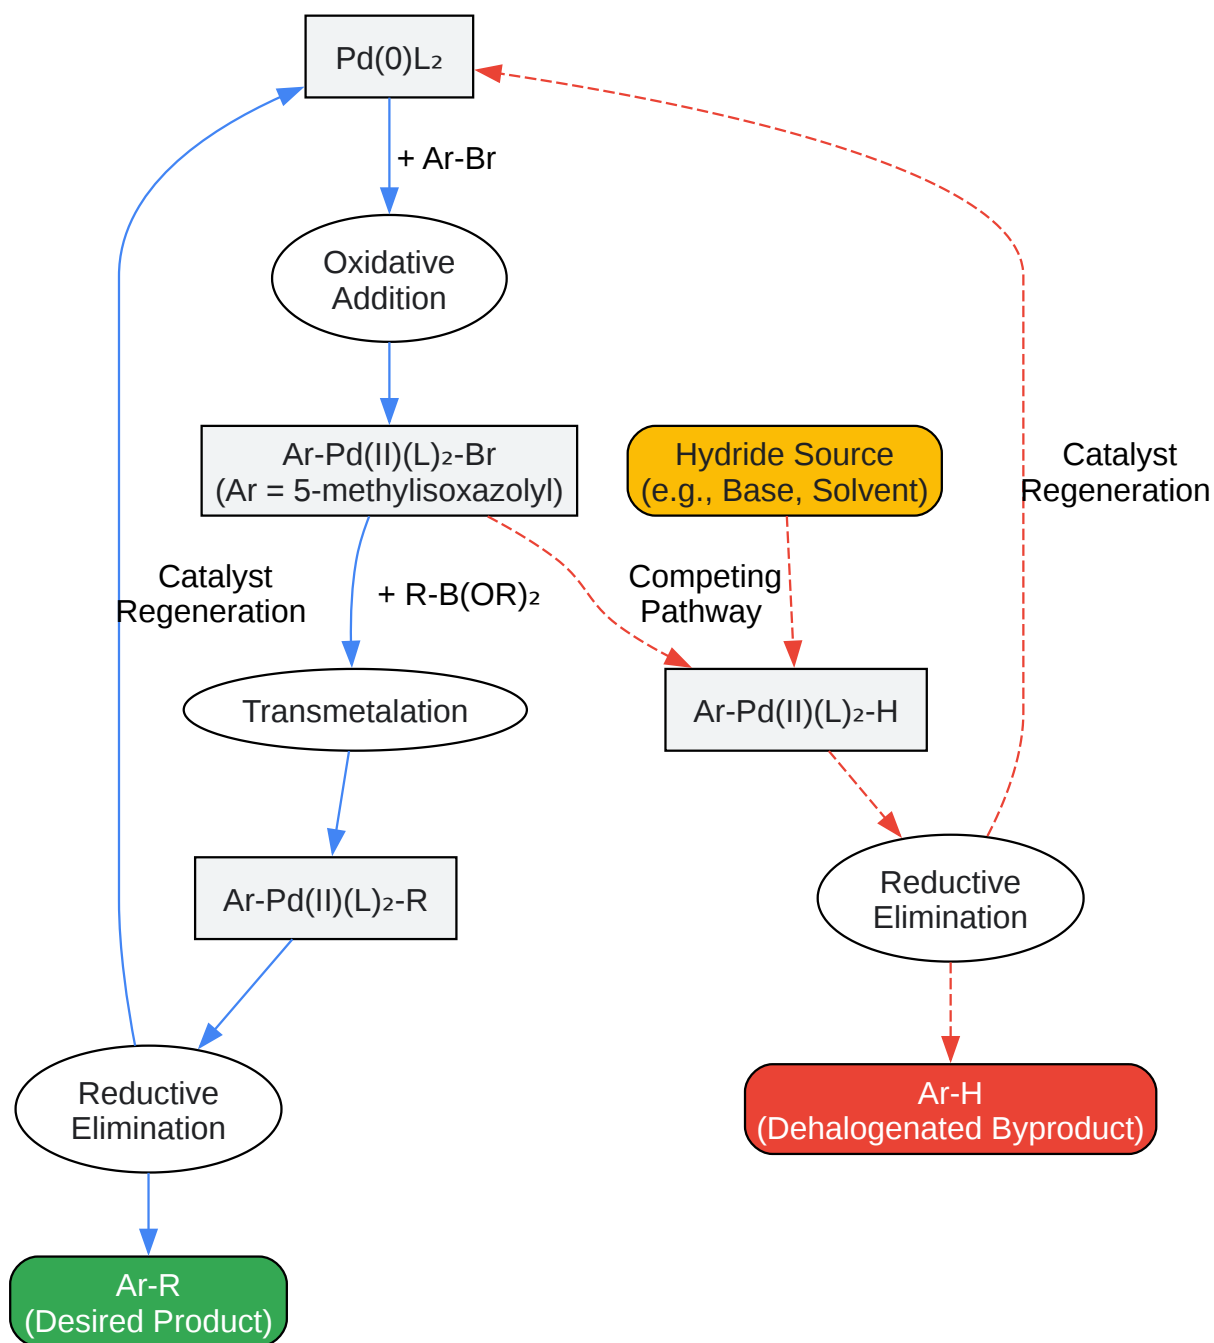 Pd(0)L₂
+ Ar-Br
Oxidative
Addition
Ar-Pd(II)(L)₂-Br
(Ar = 5-methylisoxazolyl)
Hydride Source
(e.g., Base, Solvent)
Catalyst
Regeneration
Catalyst
Regeneration
+ R-B(OR)₂
Competing
Pathway
Transmetalation
Ar-Pd(II)(L)₂-H
Ar-Pd(II)(L)₂-R
Reductive
Elimination
Reductive
Elimination
Ar-H
(Dehalogenated Byproduct)
Ar-R
(Desired Product)